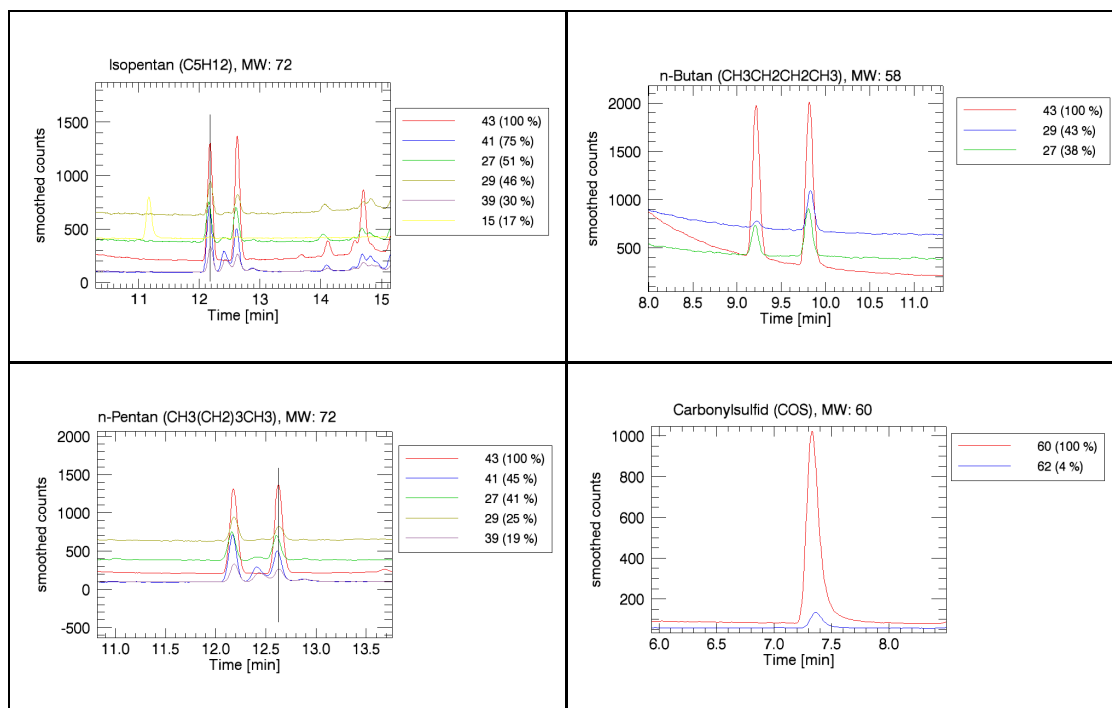 Isopentan (C5H12), MW: 72
smoothed counts
1500
1000
500
0
11
12
13
14
15
Time [min]
43 (100 %)
41 (75 %)
27 (51 %)
29 (46 %)
39 (30 %)
15 (17 %)
n-Butan (CH3CH2CH2CH3), MW: 58
smoothed counts
2000
1500
1000
500
8.0
9.0
9.5
10.0
10.5
11.0
Time [min]
43 (100 %)
29 (43 %)
27 (38 %)
n-Pentan (CH3(CH2)3CH3), MW: 72
smoothed counts
2000
1500
1000
500
0
-500
11.0
11.5
12.0
12.5
13.0
13.5
Time [min]
43 (100 %)
41 (45 %)
27 (41 %)
29 (25 %)
39 (19 %)
Carbonylsulfid (COS), MW: 60
smoothed counts
1000
800
600
400
200
6.0
6.5
7.0
7.5
8.0
Time [min]
60 (100 %)
62 (4 %)